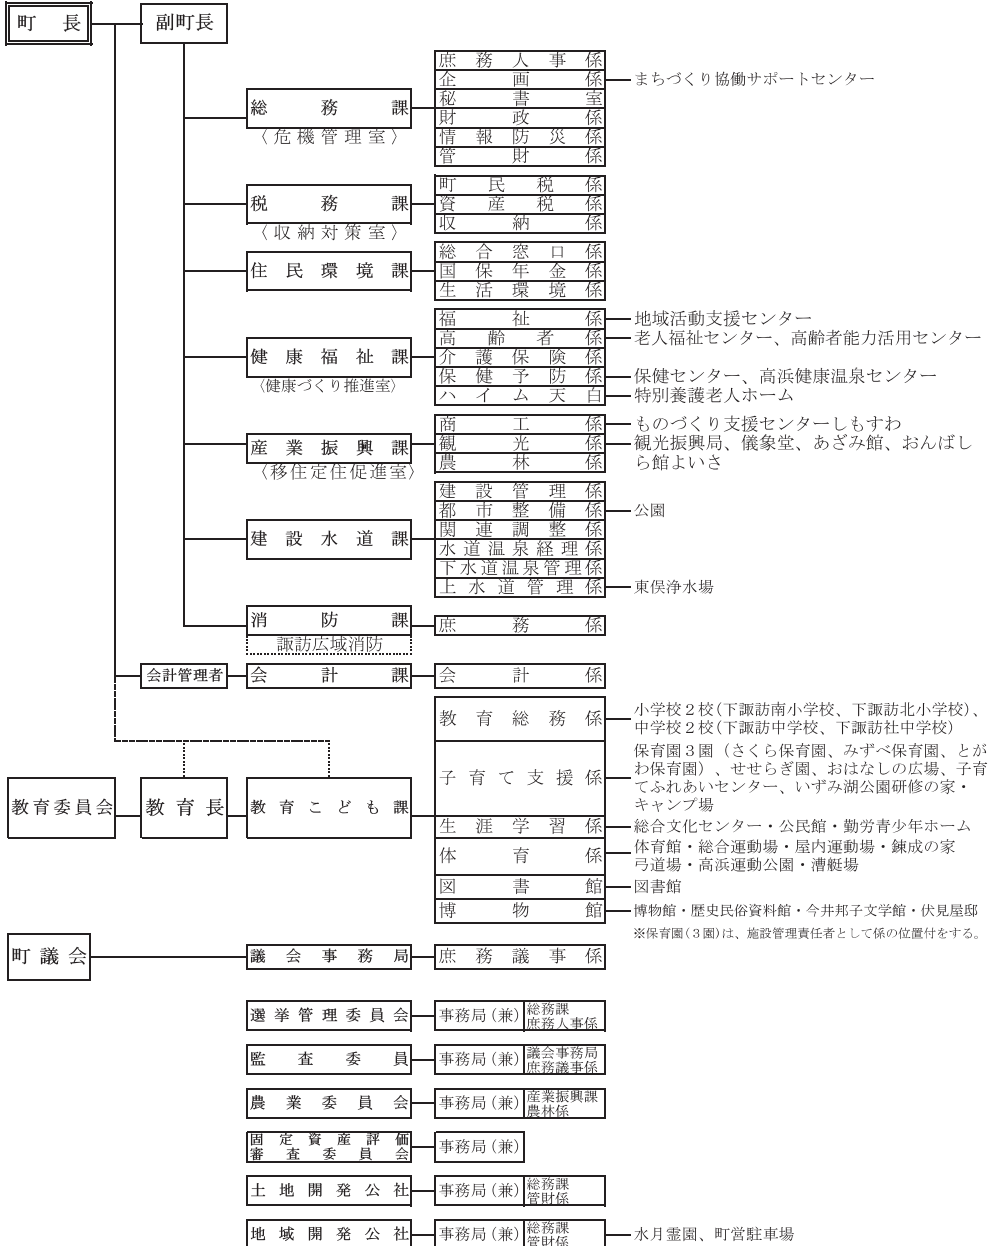 町長
副町長
総務課
〈危機管理室〉
庶務人事係
企画係
まちづくり協働サポートセンター
秘書室
財政係
情報防災係
管財係
税務課
〈収納対策室〉
町民税係
資産税係
収納係
住民環境課
総合窓口係
国保年金係
生活環境係
健康福祉課
〈健康づくり推進室〉
福祉係
地域活動支援センター
高齢者係
老人福祉センター、高齢者能力活用センター
介護保険係
保健予防係
保健センター、高浜健康温泉センター
ハイム天白
特別養護老人ホーム
産業振興課
〈移住定住促進室〉
商工係
ものづくり支援センターしもすわ
観光係
観光振興局、儀象堂、あざみ館、おんばし
ら館よいさ
農林係
建設水道課
建設管理係
都市整備係
公園
関連調整係
水道温泉経理係
下水道温泉管理係
上水道管理係
東俣浄水場
消防課
諏訪広域消防
庶務係
会計管理者
会計課
会計係
教育委員会
教育長
教育こども課
教育総務係
小学校2校(下諏訪南小学校、下諏訪北小学校)、
中学校2校(下諏訪中学校、下諏訪社中学校)
子育て支援係
保育園3園（さくら保育園、みずべ保育園、とが
わ保育園）、せせらぎ園、おはなしの広場、子育
てふれあいセンター、いずみ湖公園研修の家・
キャンプ場
生涯学習係
総合文化センター・公民館・勤労青少年ホーム
体育係
体育館・総合運動場・屋内運動場・錬成の家
弓道場・高浜運動公園・漕艇場
図書館
図書館
博物館
博物館・歴史民俗資料館・今井邦子文学館・伏見屋邸
※保育園(３園)は、施設管理責任者として係の位置付をする。
町議会
議会事務局
庶務議事係
選挙管理委員会
事務局(兼)
総務課
庶務人事係
監査委員
事務局(兼)
議会事務局
庶務議事係
農業委員会
事務局(兼)
産業振興課
農林係
固定資産評価
審査委員会
事務局(兼)
土地開発公社
事務局(兼)
総務課
管財係
地域開発公社
事務局(兼)
総務課
管財係
水月霊園、町営駐車場